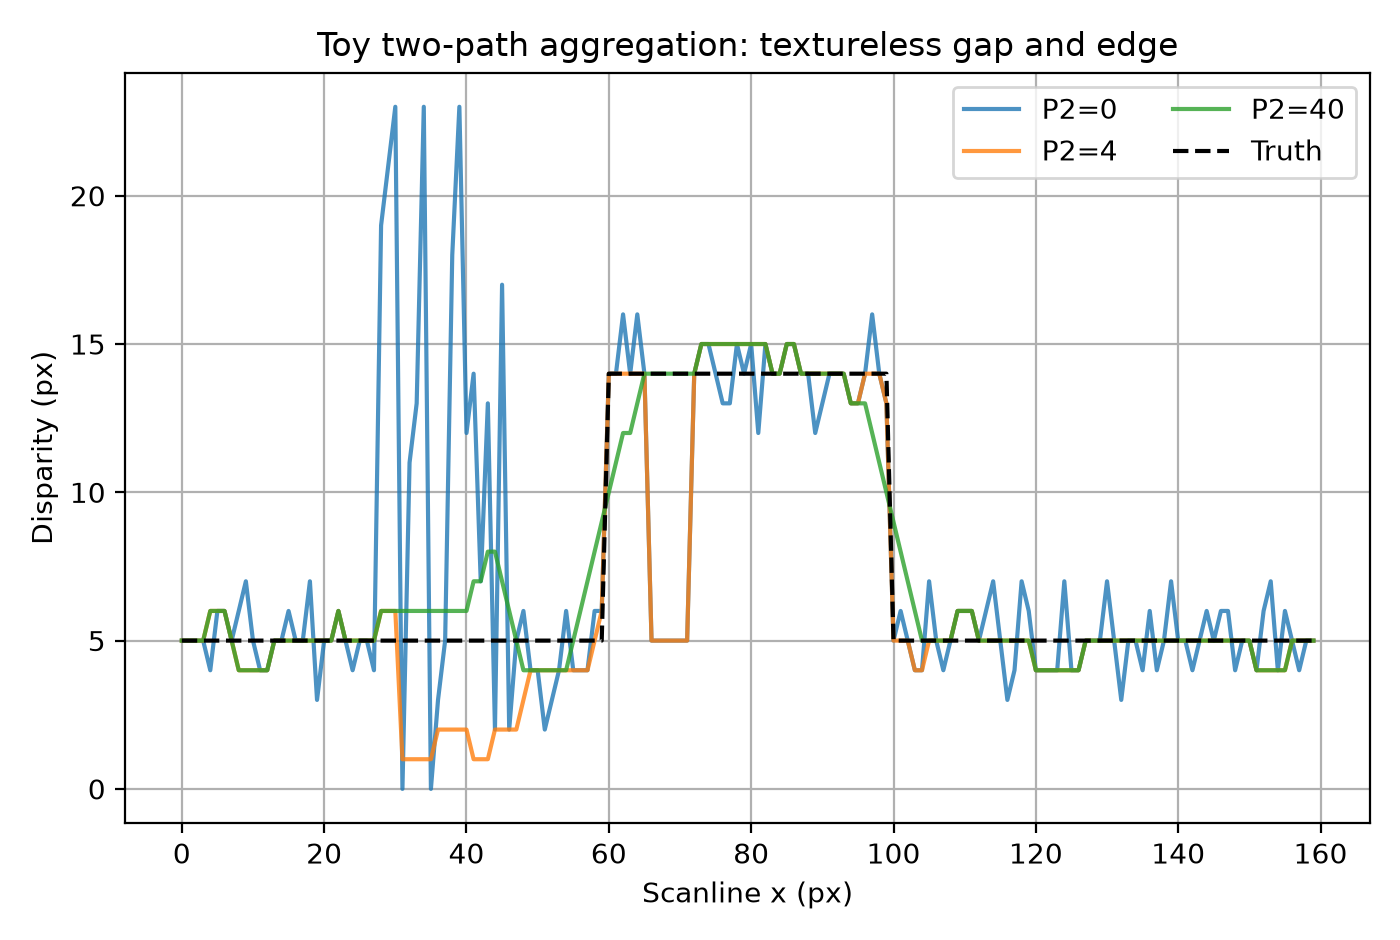 Toy two-path aggregation: textureless gap and edge
P2=0
P2=40
P2=4
Truth
Disparity (px)
20
15
10
5
0
0 20 40 60 80 100 120 140 160
Scanline x (px)